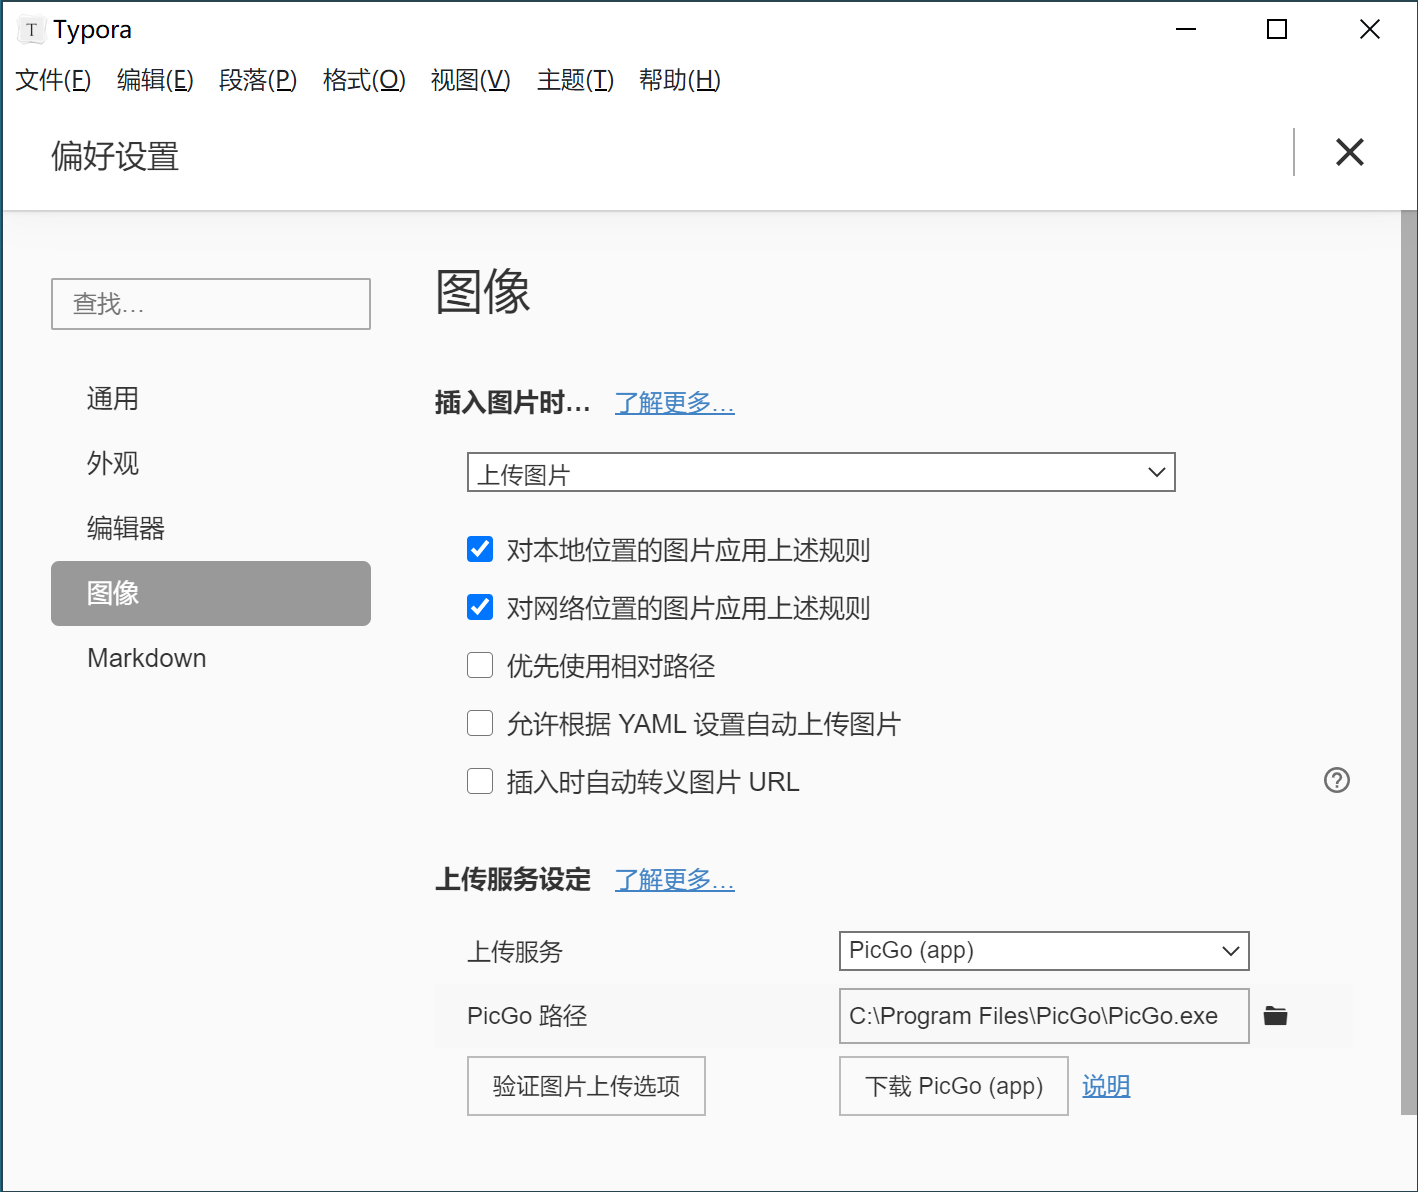 T Typora
文件(F) 编辑(E) 段落(P) 格式(O) 视图(V) 主题(T) 帮助(H)
偏好设置
查找...
通用
外观
编辑器
图像
Markdown
图像
插入图片时... 了解更多...
上传图片
对本地位置的图片应用上述规则
对网络位置的图片应用上述规则
优先使用相对路径
允许根据 YAML 设置自动上传图片
插入时自动转义图片 URL
上传服务设定 了解更多...
上传服务 PicGo (app)
PicGo 路径 C:\Program Files\PicGo\PicGo.exe
验证图片上传选项 下载 PicGo (app) 说明